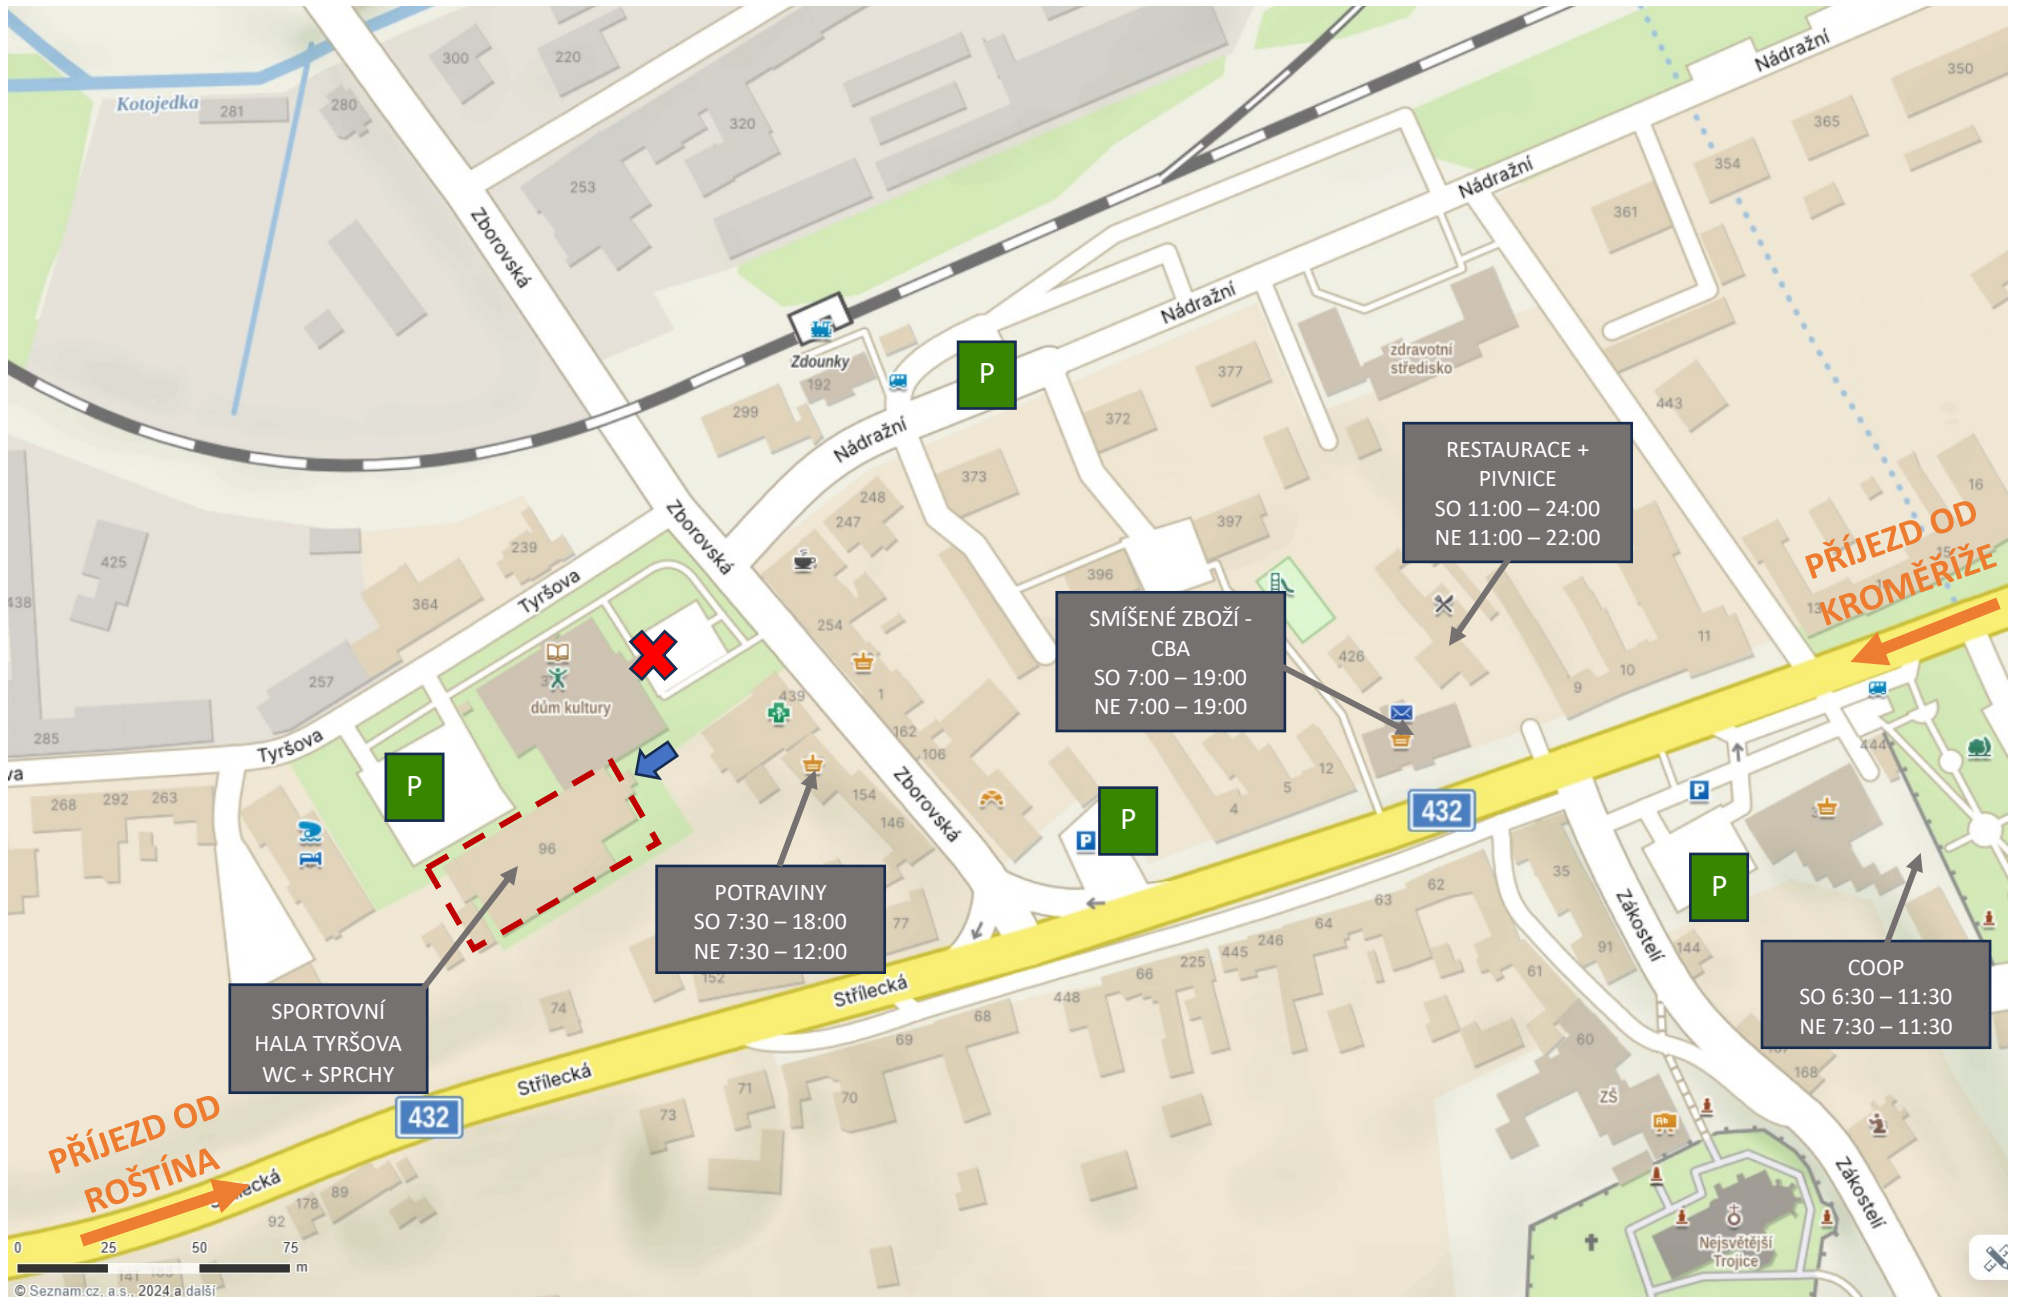 Kotojedka
281
280
300
220
320
253
Zborovská
Nádražní
350
365
354
361
Nádražní
Nádražní
Zdounky
192
299
P
Nádražní
377
372
373
zdravotní
středisko
443
16
RESTAURACE +
PIVNICE
SO 11:00 – 24:00
NE 11:00 – 22:00
PŘÍJEZD OD
KROMĚŘÍŽE
248
247
397
396
Zborovská
239
Tyršova
425
438
364
257
285
254
1
439
162
106
dům kultury
SMÍŠENÉ ZBOŽÍ -
CBA
SO 7:00 – 19:00
NE 7:00 – 19:00
426
11
10
9
12
5
4
444
Tyršova
268
292
263
P
96
154
146
Zborovská
P
P
432
P
P
POTRAVINY
SO 7:30 – 18:00
NE 7:30 – 12:00
77
152
Střílecká
74
SPORTOVNÍ
HALA TYRŠOVA
WC + SPRCHY
35
62
63
64
246
445
225
66
448
68
69
91
61
144
Zákostelí
COOP
SO 6:30 – 11:30
NE 7:30 – 11:30
60
ZŠ
168
Střílecká
432
71
70
73
PŘÍJEZD OD
ROŠTÍNA
89
178
92
Zákostelí
Nejsvětější
Trojice
0 25 50 75
m
141
163
© Seznam.cz, a.s., 2024 a další